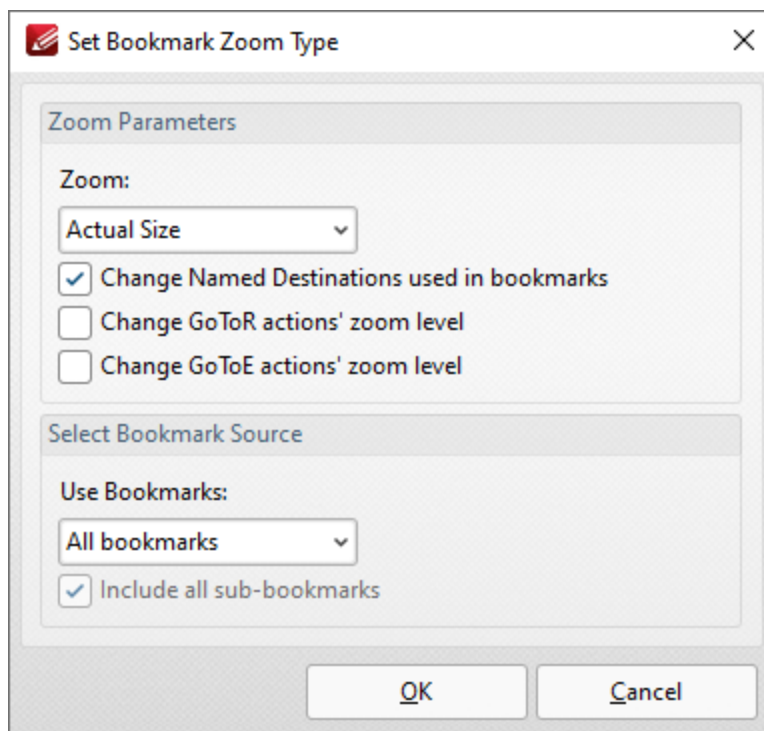 Set Bookmark Zoom Type
Zoom Parameters
Zoom:
Actual Size
Change Named Destinations used in bookmarks
Change GoToR actions' zoom level
Change GoToE actions' zoom level
Select Bookmark Source
Use Bookmarks:
All bookmarks
Include all sub-bookmarks
OK Cancel